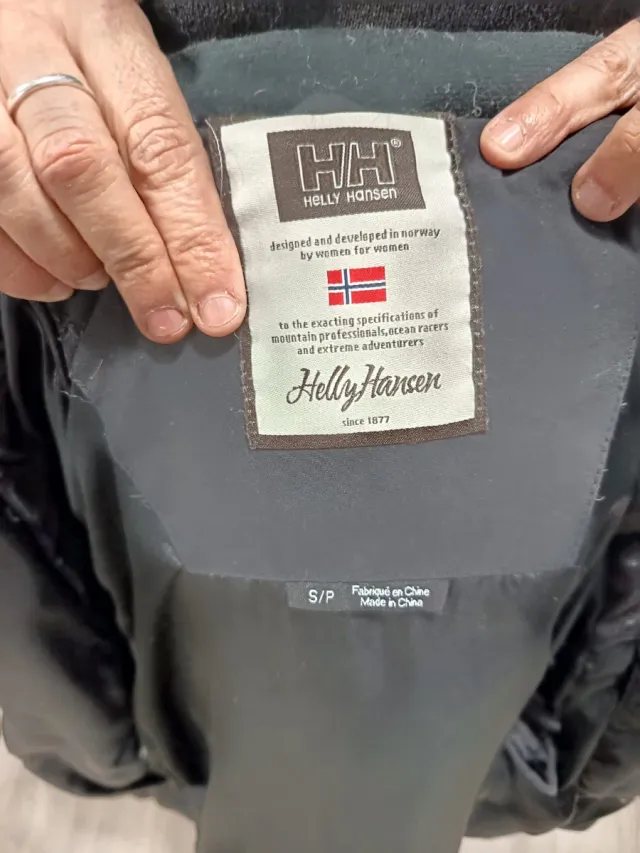 HH®
HELLY HANSEN
designed and developed in norway
by women for women
to the exacting specifications of
mountain professionals,ocean racers
and extreme adventurers
Helly Hansen
since 1877
S/P
Fabriqué en Chine
Made in China